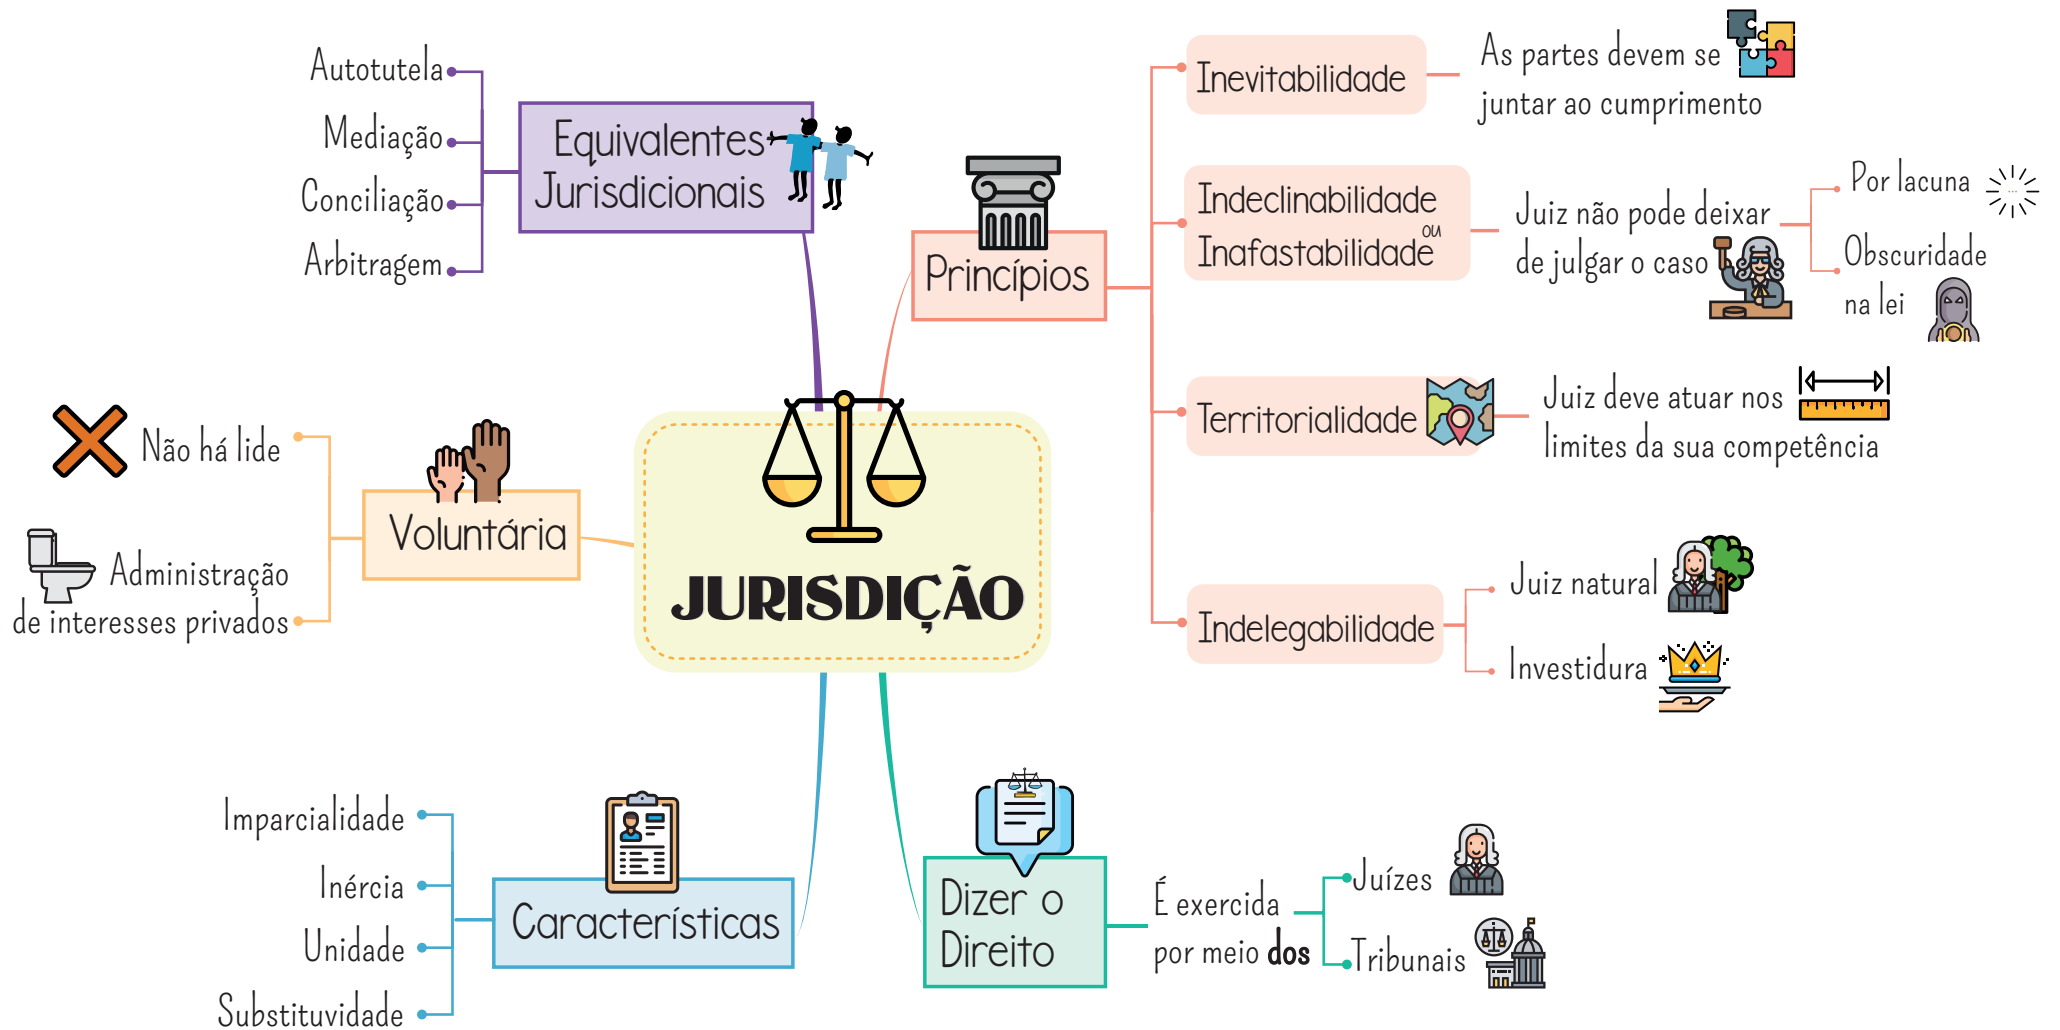 JURISDIÇÃO
Equivalentes
Jurisdicionais
Autotutela
Mediação
Conciliação
Arbitragem
Princípios
Inevitabilidade
As partes devem se
juntar ao cumprimento
Indeclinabilidade
ou
Inafastabilidade
Juiz não pode deixar
de julgar o caso
Por lacuna
Obscuridade
na lei
Territorialidade
Juiz deve atuar nos
limites da sua competência
Indelegabilidade
Juiz natural
Investidura
Voluntária
Não há lide
Administração
de interesses privados
Características
Imparcialidade
Inércia
Unidade
Substituvidade
Dizer o
Direito
É exercida
por meio dos
Juízes
Tribunais